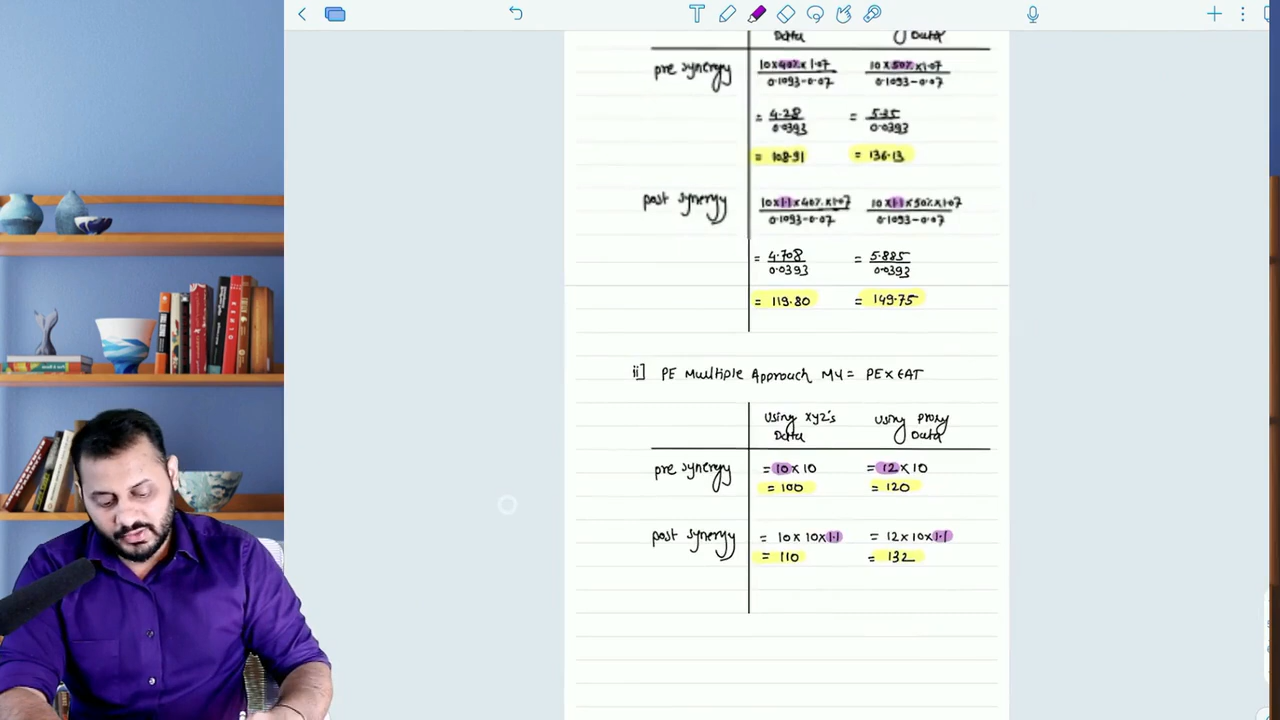 Data Data
pre synergy 10×40%×1.07 10×50%×1.07
0.1093-0.07 0.1093-0.07
= 4.28 = 5.35
0.0393 0.0393
= 108.91 = 136.13
post synergy 10×1.1×40%×1.07 10×1.1×50%×1.07
0.1093-0.07 0.1093-0.07
= 4.708 = 5.885
0.0393 0.0393
= 119.80 = 149.75
ii] PE Multiple Approach MV = PE× EAT
Using XYZ's Using proxy
Data Data
pre synergy = 10×10 = 12×10
= 100 = 120
post synergy = 10×10×1.1 = 12×10×1.1
= 110 = 132